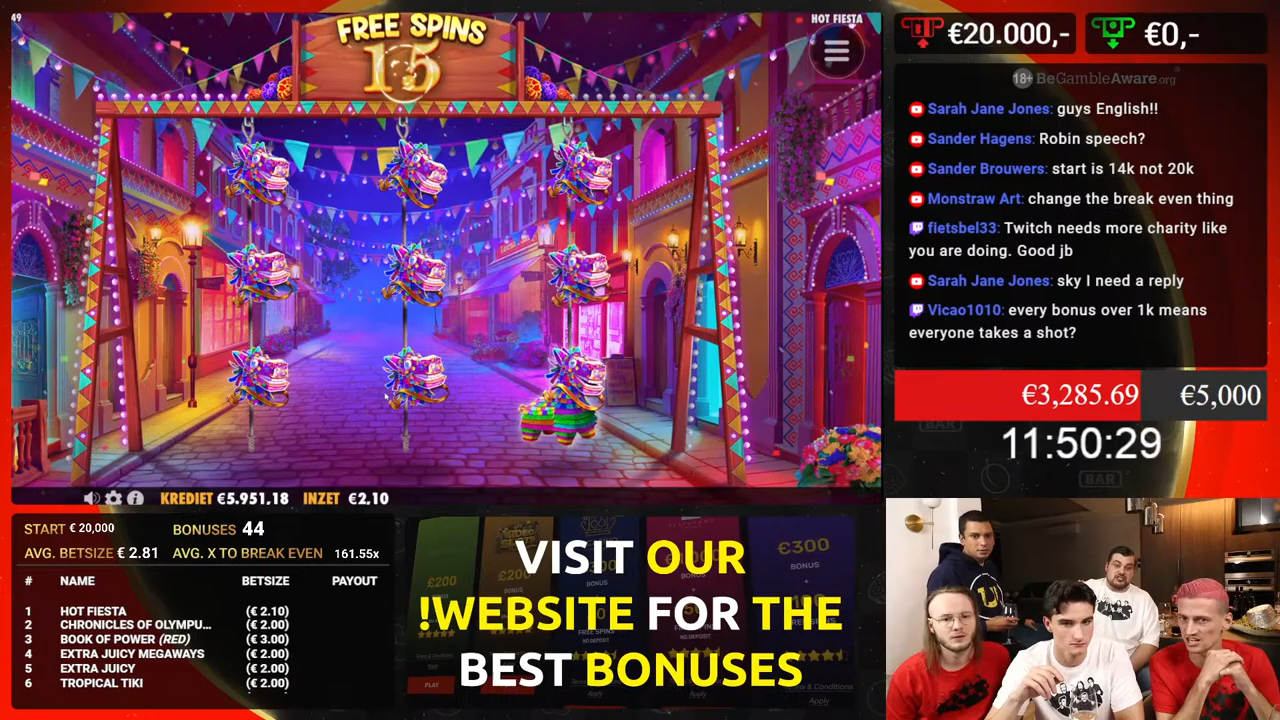 49
FREE SPINS
15
HOT FIESTA
€20.000,-
€0,-
18+ BeGambleAware.org
Sarah Jane Jones: guys English!!
Sander Hagens: Robin speech?
Sander Brouwers: start is 14k not 20k
Monstraw Art: change the break even thing
fletsbel33: Twitch needs more charity like
you are doing. Good jb
Sarah Jane Jones: sky I need a reply
Vicao1010: every bonus over 1k means
everyone takes a shot?
€3,285.69
€5,000
BAR
11:50:29
BAR
KREDIET €5.951,18 INZET €2,10
START € 20,000 BONUSES 44
AVG. BETSIZE € 2.81 AVG. X TO BREAK EVEN 161.55x
# NAME BETSIZE PAYOUT
1 HOT FIESTA (€ 2.10)
2 CHRONICLES OF OLYMPU... (€ 2.00)
3 BOOK OF POWER (RED) (€ 3.00)
4 EXTRA JUICY MEGAWAYS (€ 2.00)
5 EXTRA JUICY (€ 2.00)
6 TROPICAL TIKI (€ 2.00)
VISIT OUR
!WEBSITE FOR THE
BEST BONUSES
£200
£200
€300
BONUS
PLAY